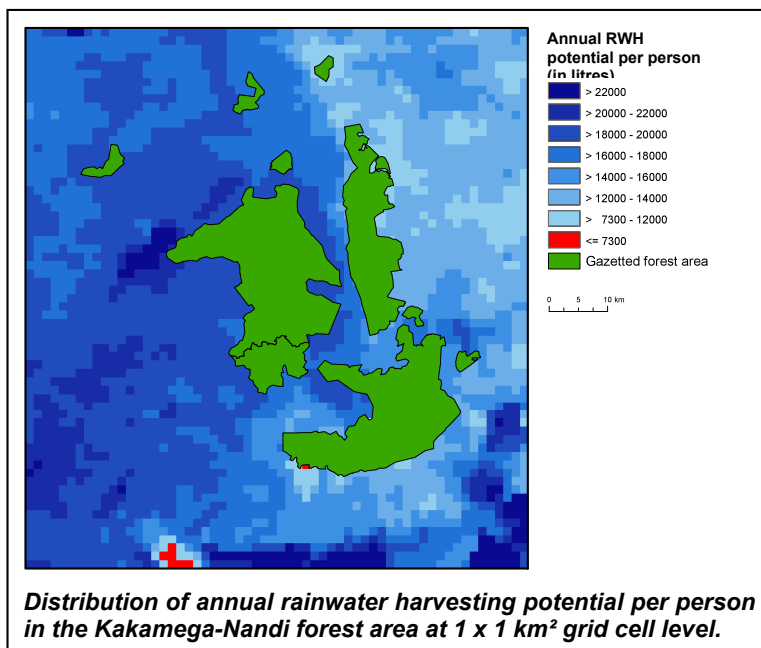 Annual RWH
potential per person
(in litres)
> 22000
> 20000 - 22000
> 18000 - 20000
> 16000 - 18000
> 14000 - 16000
> 12000 - 14000
> 7300 - 12000
<= 7300
Gazetted forest area
0 5 10 km
Distribution of annual rainwater harvesting potential per person
in the Kakamega-Nandi forest area at 1 x 1 km² grid cell level.